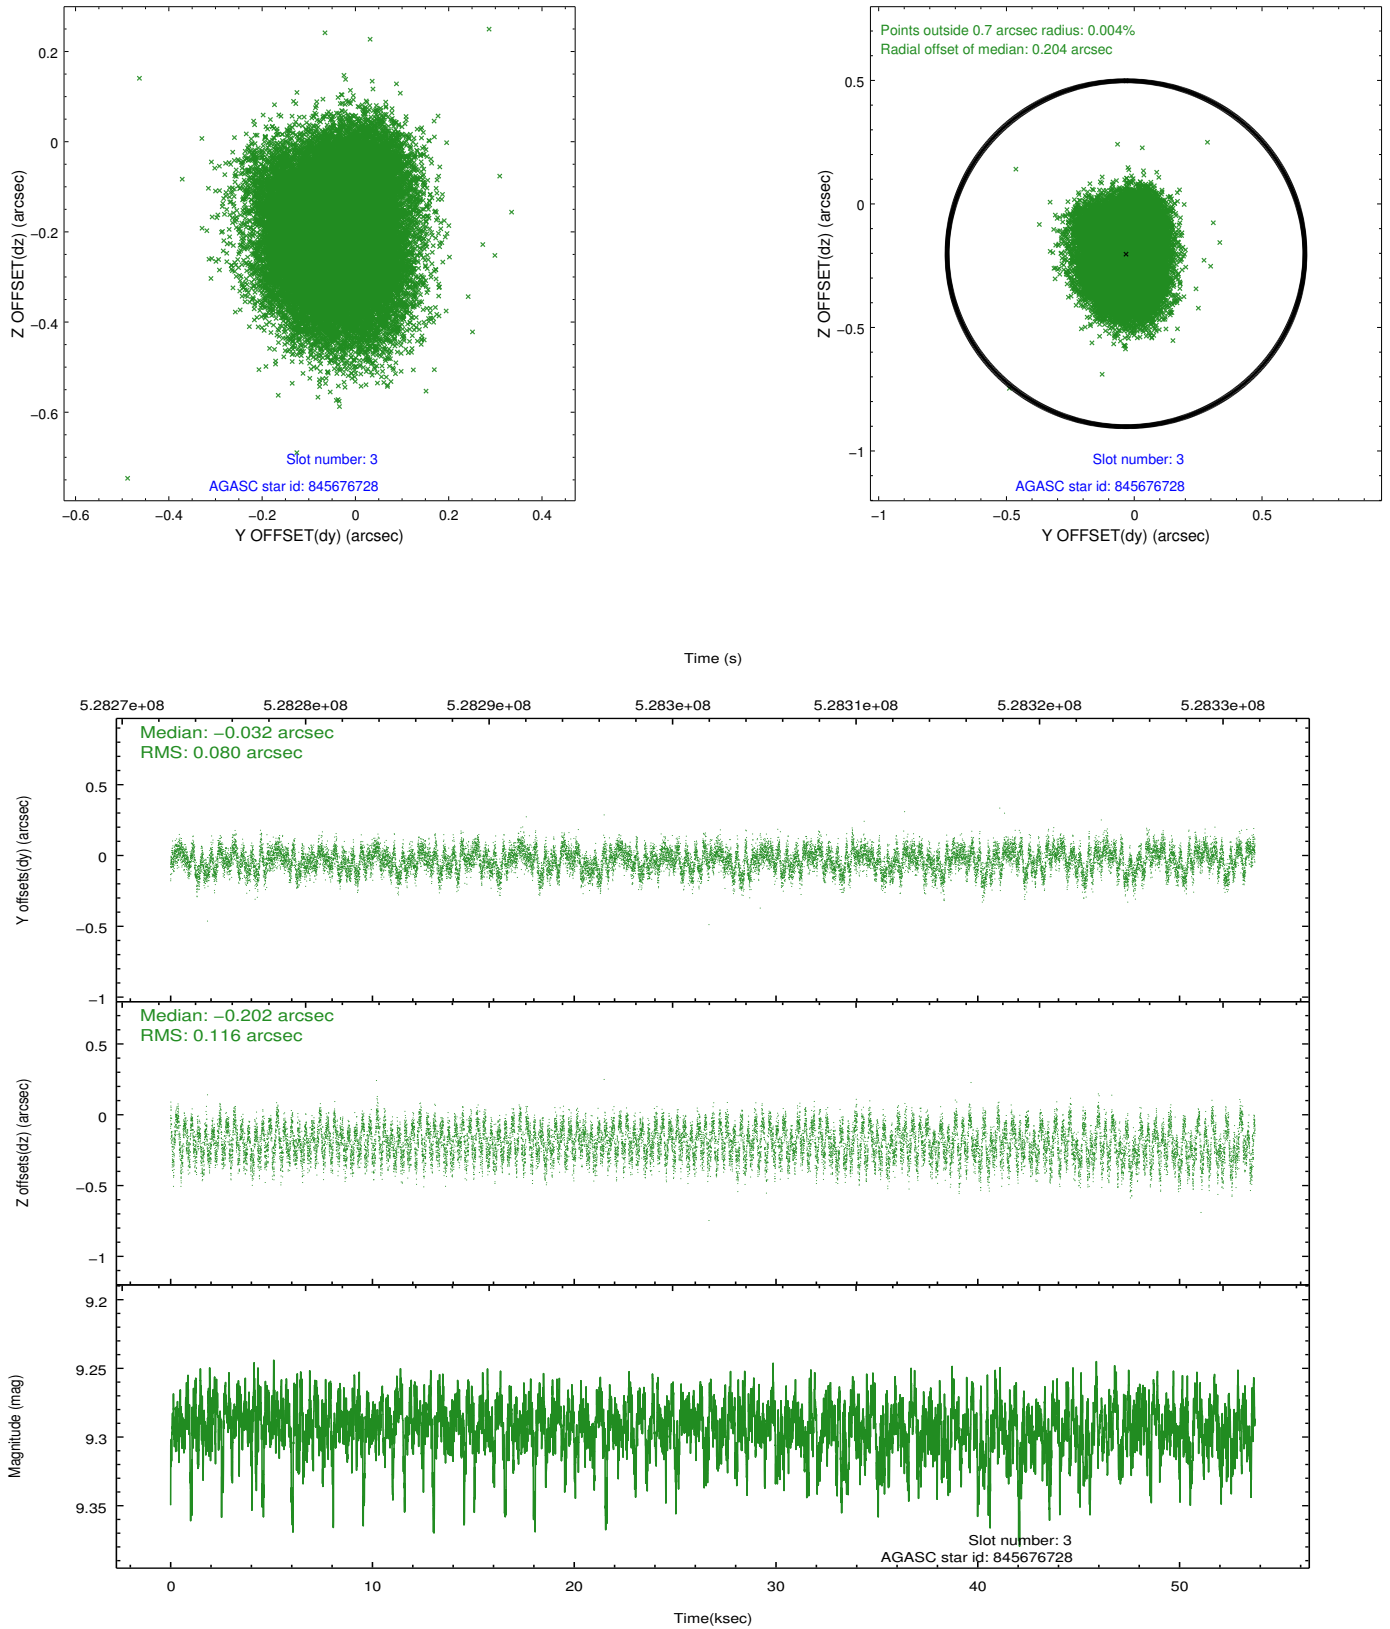 0.2
0
−0.2
−0.4
−0.6
Z OFFSET(dz) (arcsec)
Slot number: 3
AGASC star id: 845676728
−0.6 −0.4 −0.2 0 0.2 0.4
Y OFFSET(dy) (arcsec)
Points outside 0.7 arcsec radius: 0.004%
Radial offset of median: 0.204 arcsec
0.5
0
−0.5
−1
Z OFFSET(dz) (arcsec)
Slot number: 3
AGASC star id: 845676728
−1 −0.5 0 0.5
Y OFFSET(dy) (arcsec)
Time (s)
5.2827e+08 5.2828e+08 5.2829e+08 5.283e+08 5.2831e+08 5.2832e+08 5.2833e+08
Median: −0.032 arcsec
RMS: 0.080 arcsec
0.5
0
−0.5
−1
Y offsets(dy) (arcsec)
Median: −0.202 arcsec
RMS: 0.116 arcsec
0.5
0
−0.5
−1
Z offsets(dz) (arcsec)
9.2
9.25
9.3
9.35
Magnitude (mag)
Slot number: 3
AGASC star id: 845676728
0 10 20 30 40 50
Time(ksec)